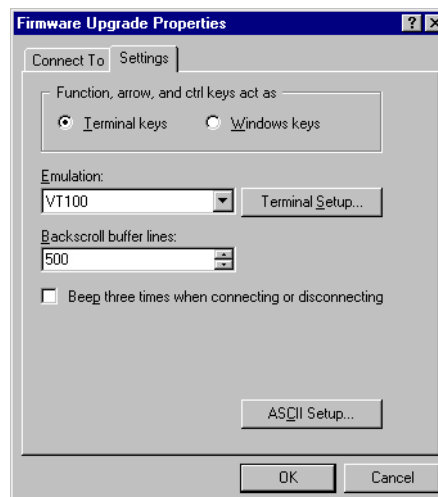 Firmware Upgrade Properties
Connect To Settings
Function, arrow, and ctrl keys act as
Terminal keys Windows keys
Emulation:
VT100 Terminal Setup...
Backscroll buffer lines:
500
Beep three times when connecting or disconnecting
ASCII Setup...
OK Cancel